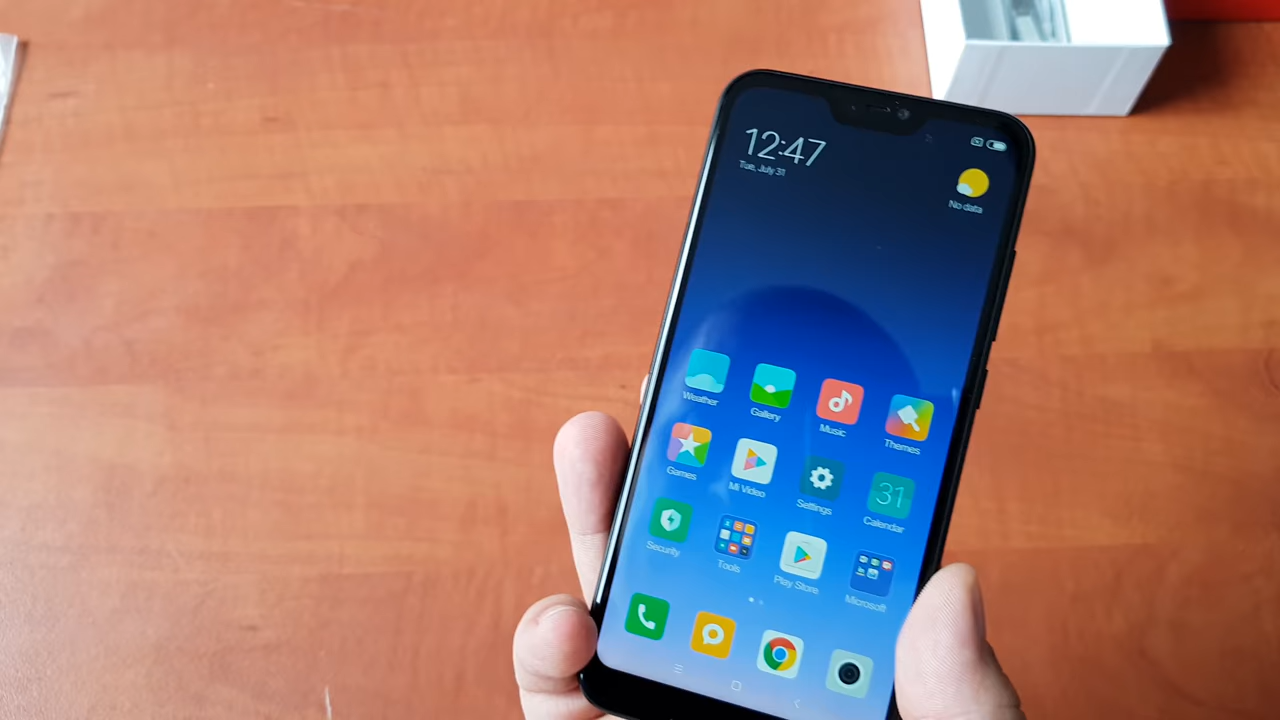 12:47
Tue, July 31
No data
Weather
Gallery
Music
Themes
Games
Mi Video
Settings
31
Calendar
Security
Tools
Play Store
Microsoft